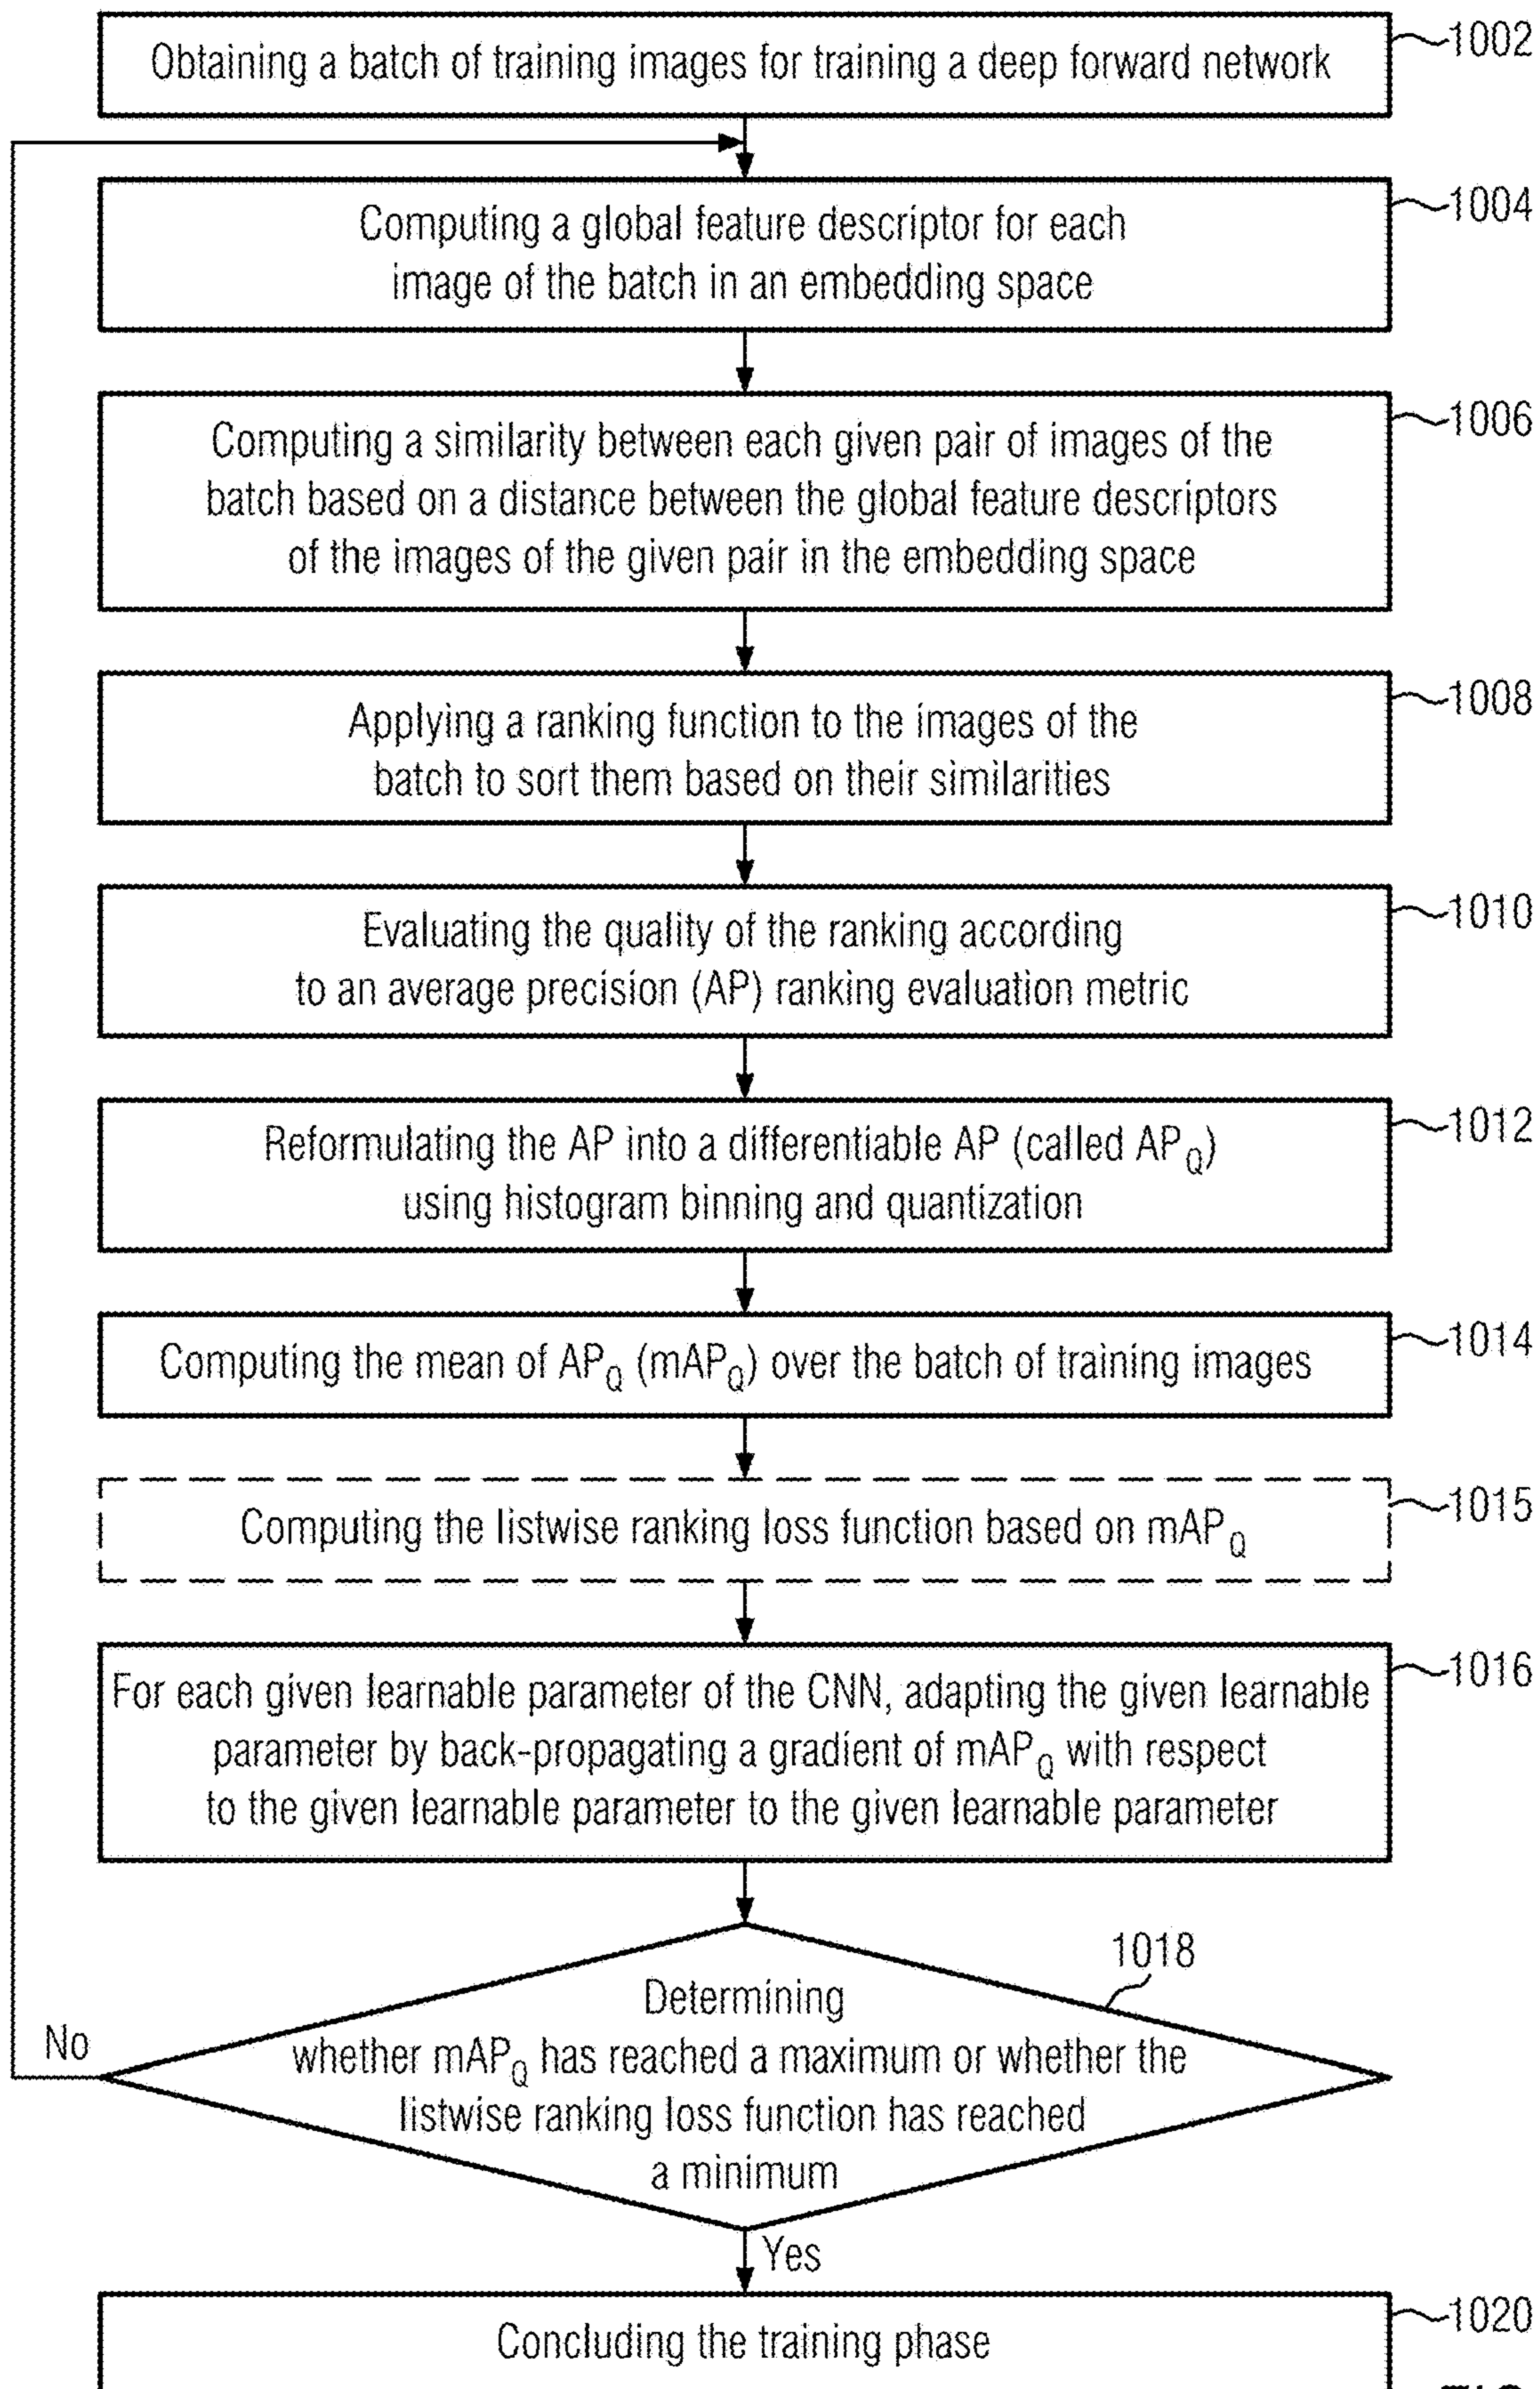 Obtaining a batch of training images for training a deep forward network
1002
Computing a global feature descriptor for each
image of the batch in an embedding space
1004
Computing a similarity between each given pair of images of the
batch based on a distance between the global feature descriptors
of the images of the given pair in the embedding space
1006
Applying a ranking function to the images of the
batch to sort them based on their similarities
1008
Evaluating the quality of the ranking according
to an average precision (AP) ranking evaluation metric
1010
Reformulating the AP into a differentiable AP (called APQ)
using histogram binning and quantization
1012
Computing the mean of APQ (mAPQ) over the batch of training images
1014
Computing the listwise ranking loss function based on mAPQ
1015
For each given learnable parameter of the CNN, adapting the given learnable
parameter by back-propagating a gradient of mAPQ with respect
to the given learnable parameter to the given learnable parameter
1016
1018
Determining
whether mAPQ has reached a maximum or whether the
listwise ranking loss function has reached
a minimum
No
Yes
Concluding the training phase
1020